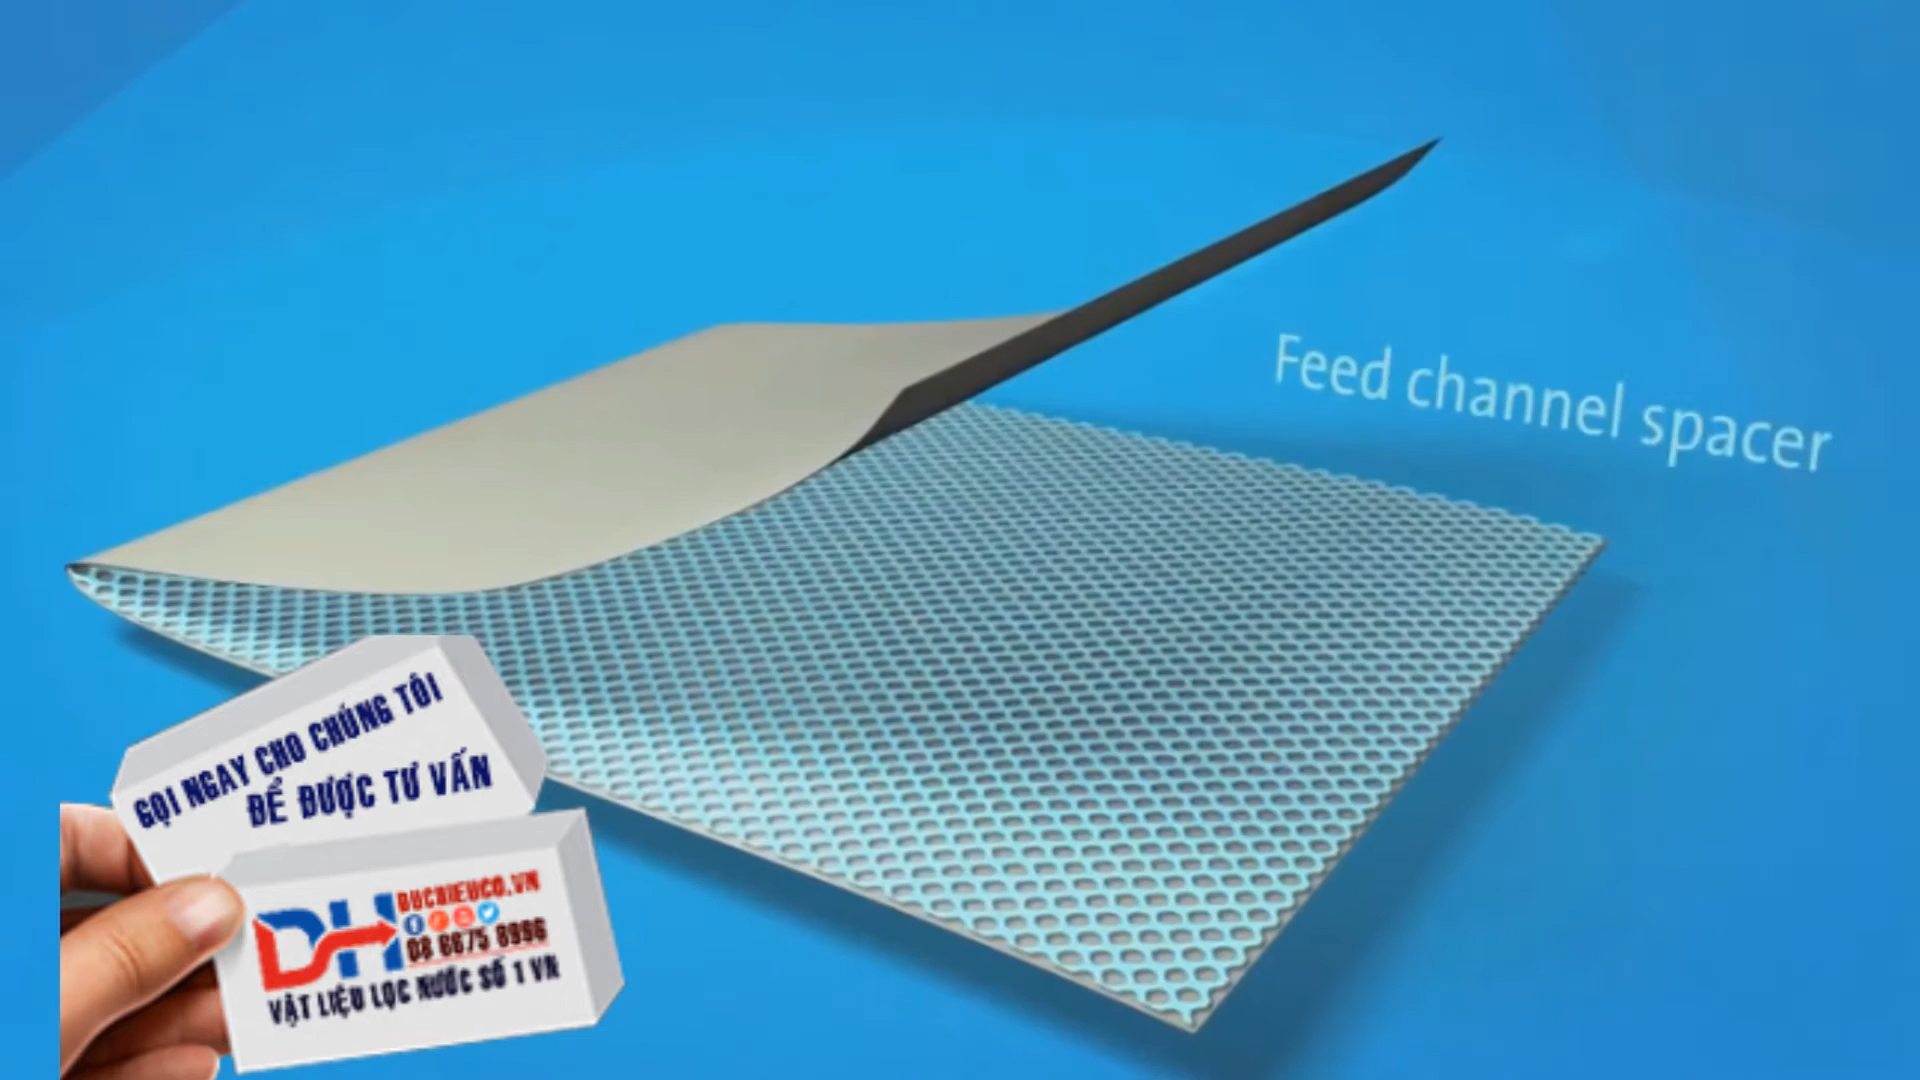 Feed channel spacer
GỌI NGAY CHO CHÚNG TÔI
ĐỂ ĐƯỢC TƯ VẤN
DH
DUCHIEUCO.VN
08 6675 8996
VẬT LIỆU LỌC NƯỚC SỐ 1 VN